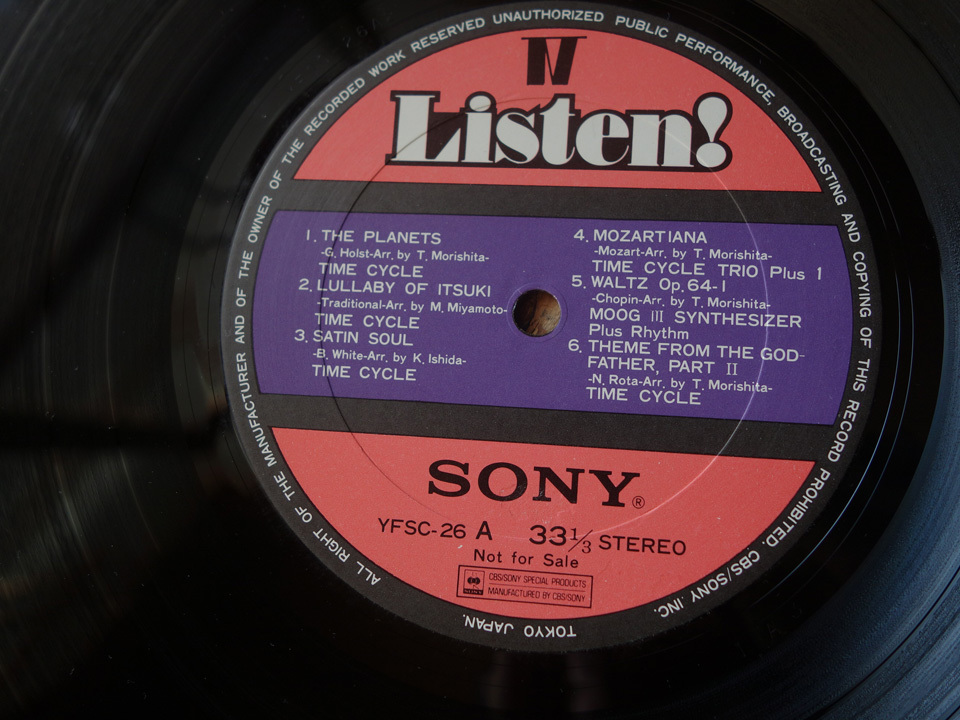 IV
Listen!
1. THE PLANETS
-G. Holst-Arr. by T. Morishita-
TIME CYCLE
2. LULLABY OF ITSUKI
-Traditional-Arr. by M. Miyamoto-
TIME CYCLE
3. SATIN SOUL
-B. White-Arr. by K. Ishida-
TIME CYCLE
4. MOZARTIANA
-Mozart-Arr. by T. Morishita-
TIME CYCLE TRIO Plus 1
5. WALTZ Op. 64-1
-Chopin-Arr. by T. Morishita-
MOOG III SYNTHESIZER
Plus Rhythm
6. THEME FROM THE GOD-
FATHER, PART II
-N. Rota-Arr. by T. Morishita-
TIME CYCLE
SONY®
YFSC-26 A 33 1/3 STEREO
Not for Sale
SONY
CBS/SONY SPECIAL PRODUCTS
MANUFACTURED BY CBS/SONY
ALL RIGHT OF THE MANUFACTURER AND OF THE OWNER OF THE RECORDED WORK RESERVED UNAUTHORIZED PUBLIC PERFORMANCE, BROADCASTING AND COPYING OF THIS RECORD PROHIBITED. CBS/SONY INC. TOKYO JAPAN.